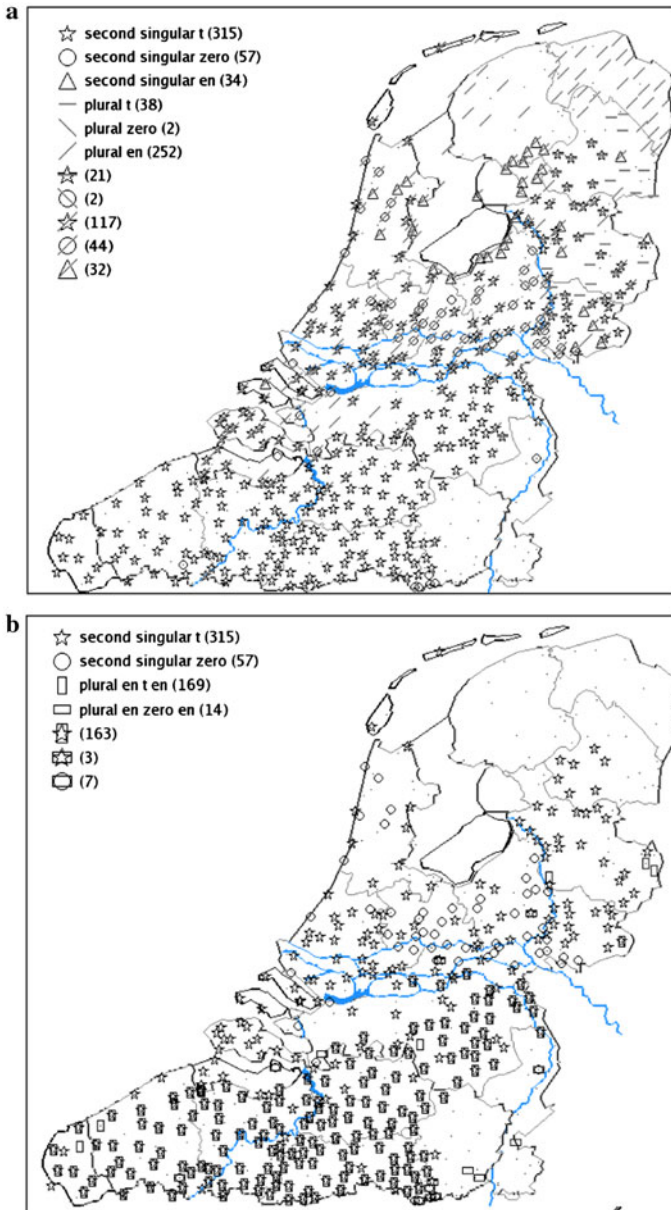 a
second singular t (315)
second singular zero (57)
second singular en (34)
plural t (38)
plural zero (2)
plural en (252)
(21)
(2)
(117)
(44)
(32)
b
second singular t (315)
second singular zero (57)
plural en t en (169)
plural en zero en (14)
(163)
(3)
(7)